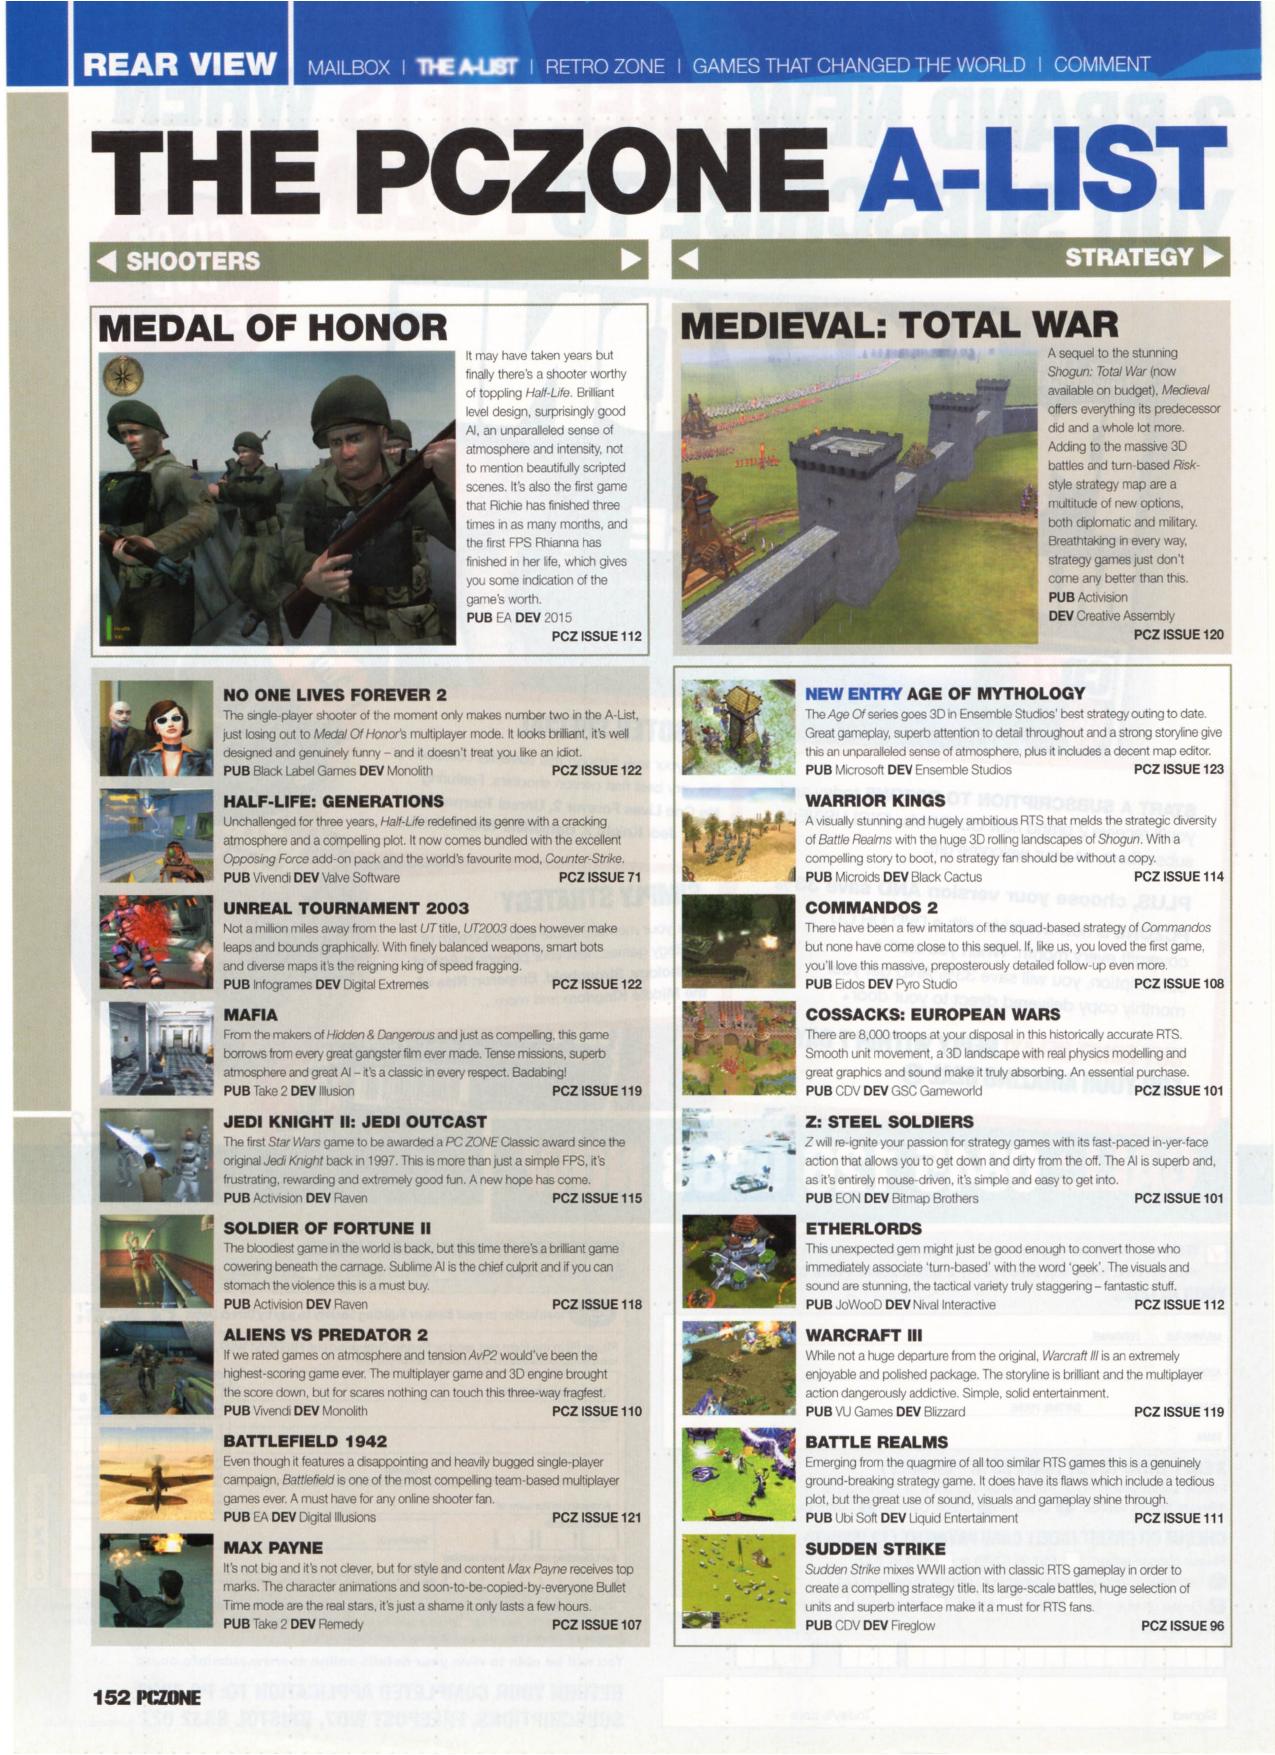 REAR VIEW
MAILBOX | THE A-LIST | RETRO ZONE | GAMES THAT CHANGED THE WORLD | COMMENT
THE PCZONE A-LIST
SHOOTERS
MEDAL OF HONOR
It may have taken years but
finally there's a shooter worthy
of toppling Half-Life. Brilliant
level design, surprisingly good
AI, an unparalleled sense of
atmosphere and intensity, not
to mention beautifully scripted
scenes. It's also the first game
that Richie has finished three
times in as many months, and
the first FPS Rhianna has
finished in her life, which gives
you some indication of the
game's worth.
PUB EA DEV 2015
PCZ ISSUE 112
NO ONE LIVES FOREVER 2
The single-player shooter of the moment only makes number two in the A-List,
just losing out to Medal Of Honor's multiplayer mode. It looks brilliant, it's well
designed and genuinely funny – and it doesn't treat you like an idiot.
PUB Black Label Games DEV Monolith PCZ ISSUE 122
HALF-LIFE: GENERATIONS
Unchallenged for three years, Half-Life redefined its genre with a cracking
atmosphere and a compelling plot. It now comes bundled with the excellent
Opposing Force add-on pack and the world's favourite mod, Counter-Strike.
PUB Vivendi DEV Valve Software PCZ ISSUE 71
UNREAL TOURNAMENT 2003
Not a million miles away from the last UT title, UT2003 does however make
leaps and bounds graphically. With finely balanced weapons, smart bots
and diverse maps it's the reigning king of speed fragging.
PUB Infogrames DEV Digital Extremes PCZ ISSUE 122
MAFIA
From the makers of Hidden & Dangerous and just as compelling, this game
borrows from every great gangster film ever made. Tense missions, superb
atmosphere and great AI – it's a classic in every respect. Badabing!
PUB Take 2 DEV Illusion PCZ ISSUE 119
JEDI KNIGHT II: JEDI OUTCAST
The first Star Wars game to be awarded a PC ZONE Classic award since the
original Jedi Knight back in 1997. This is more than just a simple FPS, it's
frustrating, rewarding and extremely good fun. A new hope has come.
PUB Activision DEV Raven PCZ ISSUE 115
SOLDIER OF FORTUNE II
The bloodiest game in the world is back, but this time there's a brilliant game
cowering beneath the carnage. Sublime AI is the chief culprit and if you can
stomach the violence this is a must buy.
PUB Activision DEV Raven PCZ ISSUE 118
ALIENS VS PREDATOR 2
If we rated games on atmosphere and tension AvP2 would've been the
highest-scoring game ever. The multiplayer game and 3D engine brought
the score down, but for scares nothing can touch this three-way fragfest.
PUB Vivendi DEV Monolith PCZ ISSUE 110
BATTLEFIELD 1942
Even though it features a disappointing and heavily bugged single-player
campaign, Battlefield is one of the most compelling team-based multiplayer
games ever. A must have for any online shooter fan.
PUB EA DEV Digital Illusions PCZ ISSUE 121
MAX PAYNE
It's not big and it's not clever, but for style and content Max Payne receives top
marks. The character animations and soon-to-be-copied-by-everyone Bullet
Time mode are the real stars, it's just a shame it only lasts a few hours.
PUB Take 2 DEV Remedy PCZ ISSUE 107
STRATEGY
MEDIEVAL: TOTAL WAR
A sequel to the stunning
Shogun: Total War (now
available on budget), Medieval
offers everything its predecessor
did and a whole lot more.
Adding to the massive 3D
battles and turn-based Risk-
style strategy map are a
multitude of new options,
both diplomatic and military.
Breathtaking in every way,
strategy games just don't
come any better than this.
PUB Activision
DEV Creative Assembly
PCZ ISSUE 120
NEW ENTRY AGE OF MYTHOLOGY
The Age Of series goes 3D in Ensemble Studios' best strategy outing to date.
Great gameplay, superb attention to detail throughout and a strong storyline give
this an unparalleled sense of atmosphere, plus it includes a decent map editor.
PUB Microsoft DEV Ensemble Studios PCZ ISSUE 123
WARRIOR KINGS
A visually stunning and hugely ambitious RTS that melds the strategic diversity
of Battle Realms with the huge 3D rolling landscapes of Shogun. With a
compelling story to boot, no strategy fan should be without a copy.
PUB Microids DEV Black Cactus PCZ ISSUE 114
COMMANDOS 2
There have been a few imitators of the squad-based strategy of Commandos
but none have come close to this sequel. If, like us, you loved the first game,
you'll love this massive, preposterously detailed follow-up even more.
PUB Eidos DEV Pyro Studio PCZ ISSUE 108
COSSACKS: EUROPEAN WARS
There are 8,000 troops at your disposal in this historically accurate RTS.
Smooth unit movement, a 3D landscape with real physics modelling and
great graphics and sound make it truly absorbing. An essential purchase.
PUB CDV DEV GSC Gameworld PCZ ISSUE 101
Z: STEEL SOLDIERS
Z will re-ignite your passion for strategy games with its fast-paced in-yer-face
action that allows you to get down and dirty from the off. The AI is superb and,
as it's entirely mouse-driven, it's simple and easy to get into.
PUB EON DEV Bitmap Brothers PCZ ISSUE 101
ETHERLORDS
This unexpected gem might just be good enough to convert those who
immediately associate 'turn-based' with the word 'geek'. The visuals and
sound are stunning, the tactical variety truly staggering – fantastic stuff.
PUB JoWooD DEV Nival Interactive PCZ ISSUE 112
WARCRAFT III
While not a huge departure from the original, Warcraft III is an extremely
enjoyable and polished package. The storyline is brilliant and the multiplayer
action dangerously addictive. Simple, solid entertainment.
PUB VU Games DEV Blizzard PCZ ISSUE 119
BATTLE REALMS
Emerging from the quagmire of all too similar RTS games this is a genuinely
ground-breaking strategy game. It does have its flaws which include a tedious
plot, but the great use of sound, visuals and gameplay shine through.
PUB Ubi Soft DEV Liquid Entertainment PCZ ISSUE 111
SUDDEN STRIKE
Sudden Strike mixes WWII action with classic RTS gameplay in order to
create a compelling strategy title. Its large-scale battles, huge selection of
units and superb interface make it a must for RTS fans.
PUB CDV DEV Fireglow PCZ ISSUE 96
152 PCZONE